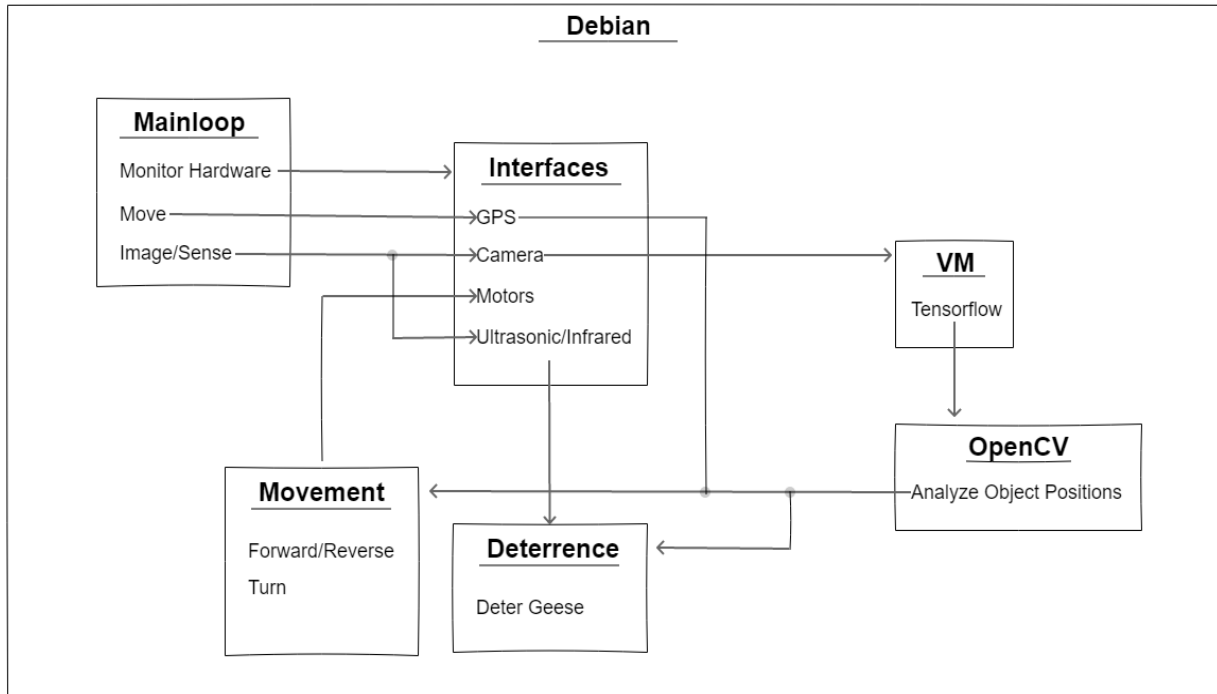 Debian
Mainloop
Monitor Hardware
Move
Image/Sense
Interfaces
GPS
Camera
Motors
Ultrasonic/Infrared
VM
Tensorflow
OpenCV
Analyze Object Positions
Movement
Forward/Reverse
Turn
Deterrence
Deter Geese